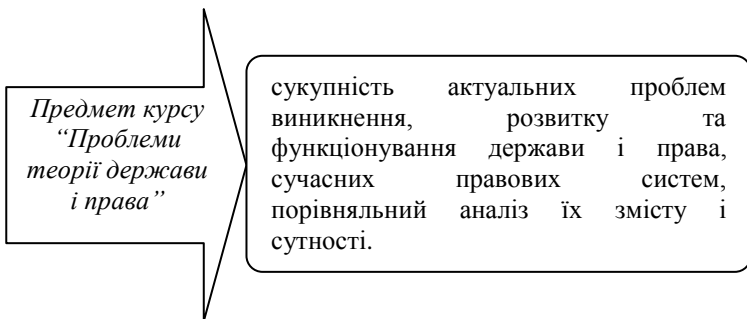 Предмет курсу
“Проблеми
теорії держави
і права”
сукупність актуальних проблем
виникнення, розвитку та
функціонування держави і права,
сучасних правових систем,
порівняльний аналіз їх змісту і
сутності.